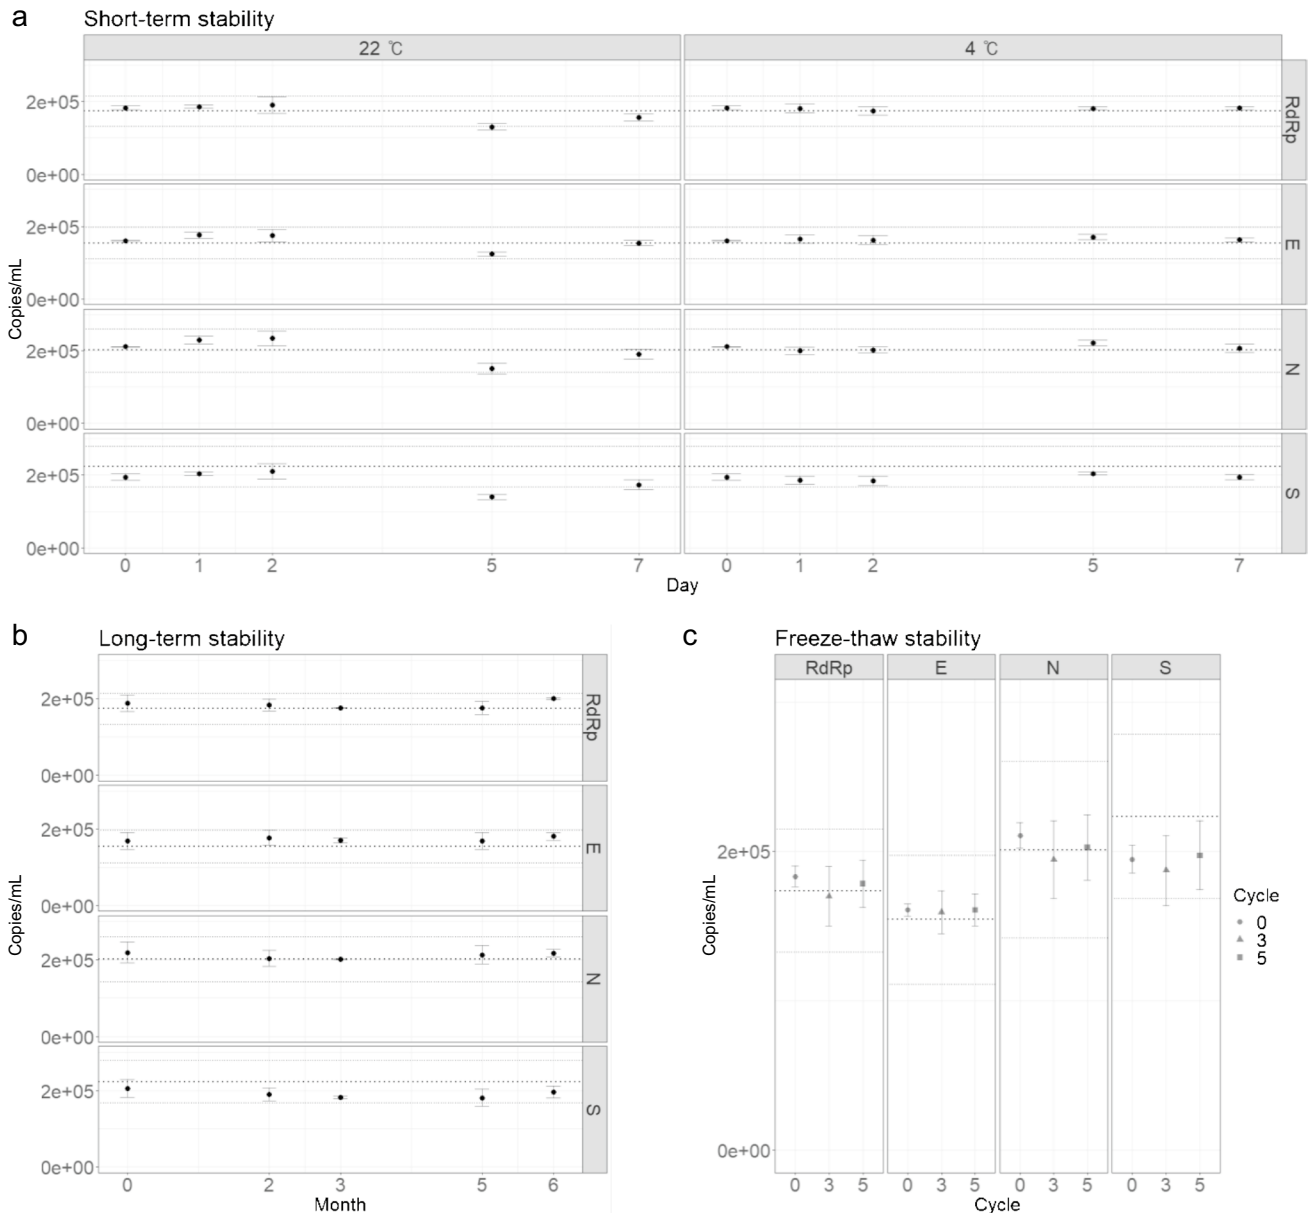 a Short-term stability
22 ℃ 4 ℃
2e+05
0e+00
RdRp
2e+05
0e+00
E
Copies/mL
2e+05
0e+00
N
2e+05
0e+00
S
0 1 2 5 7 0 1 2 5 7
Day
b Long-term stability
2e+05
0e+00
RdRp
2e+05
0e+00
E
Copies/mL
2e+05
0e+00
N
2e+05
0e+00
S
0 2 3 5 6
Month
c Freeze-thaw stability
RdRp E N S
2e+05
Copies/mL
0e+00
0 3 5 0 3 5 0 3 5 0 3 5
Cycle
Cycle
0
3
5